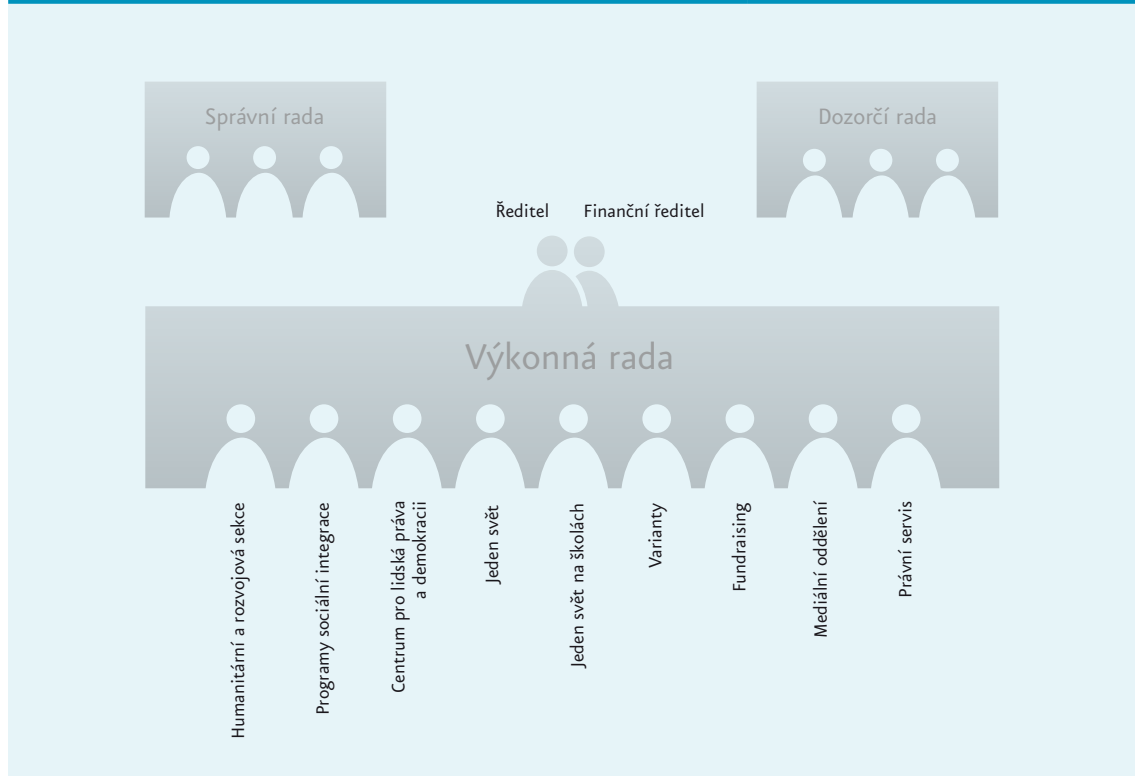 Správní rada
Dozorčí rada
Ředitel
Finanční ředitel
Výkonná rada
Humanitární a rozvojová sekce
Programy sociální integrace
Centrum pro lidská práva
a demokracii
Jeden svět
Jeden svět na školách
Varianty
Fundraising
Mediální oddělení
Právní servis